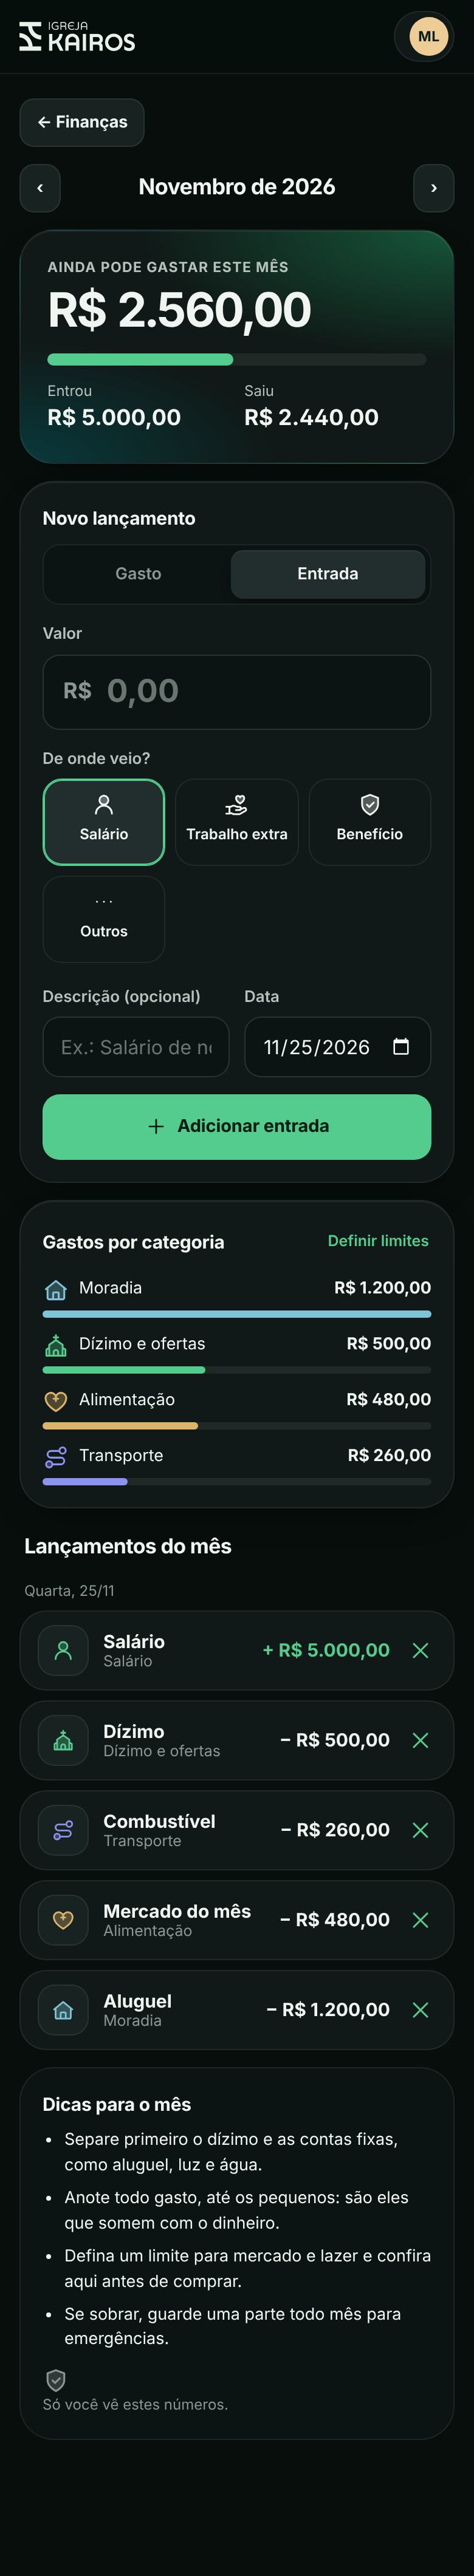 IGREJA
KAIROS
ML
← Finanças
‹ Novembro de 2026 ›
AINDA PODE GASTAR ESTE MÊS
R$ 2.560,00
Entrou Saiu
R$ 5.000,00 R$ 2.440,00
Novo lançamento
Gasto Entrada
Valor
R$ 0,00
De onde veio?
Salário Trabalho extra Benefício
...
Outros
Descrição (opcional) Data
Ex.: Salário de n 11/25/2026
+ Adicionar entrada
Gastos por categoria Definir limites
Moradia R$ 1.200,00
Dízimo e ofertas R$ 500,00
Alimentação R$ 480,00
Transporte R$ 260,00
Lançamentos do mês
Quarta, 25/11
Salário
Salário
+ R$ 5.000,00
Dízimo
Dízimo e ofertas
− R$ 500,00
Combustível
Transporte
− R$ 260,00
Mercado do mês
Alimentação
− R$ 480,00
Aluguel
Moradia
− R$ 1.200,00
Dicas para o mês
• Separe primeiro o dízimo e as contas fixas,
como aluguel, luz e água.
• Anote todo gasto, até os pequenos: são eles
que somem com o dinheiro.
• Defina um limite para mercado e lazer e confira
aqui antes de comprar.
• Se sobrar, guarde uma parte todo mês para
emergências.
Só você vê estes números.